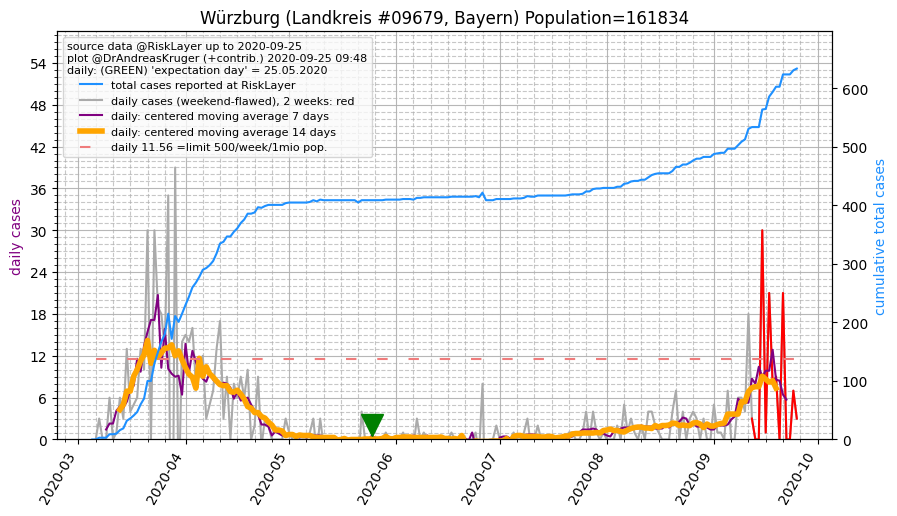 Würzburg (Landkreis #09679, Bayern) Population=161834
source data @RiskLayer up to 2020-09-25
plot @DrAndreasKruger (+contrib.) 2020-09-25 09:48
daily: (GREEN) 'expectation day' = 25.05.2020
total cases reported at RiskLayer
daily cases (weekend-flawed), 2 weeks: red
daily: centered moving average 7 days
daily: centered moving average 14 days
daily 11.56 =limit 500/week/1mio pop.
daily cases
54
48
42
36
30
24
18
12
6
0
cumulative total cases
600
500
400
300
200
100
0
2020-03
2020-04
2020-05
2020-06
2020-07
2020-08
2020-09
2020-10